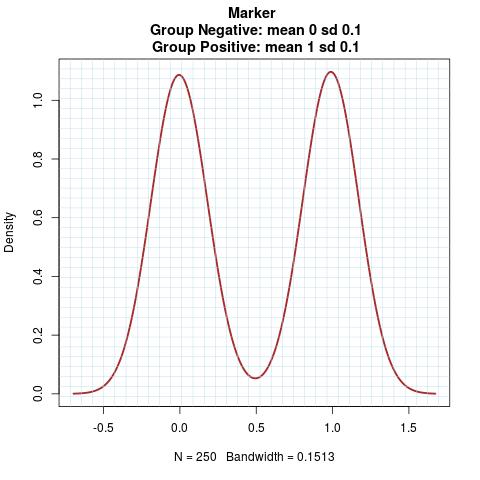 Marker
Group Negative: mean 0 sd 0.1
Group Positive: mean 1 sd 0.1
Density
1.0
0.8
0.6
0.4
0.2
0.0
-0.5
0.0
0.5
1.0
1.5
N = 250 Bandwidth = 0.1513